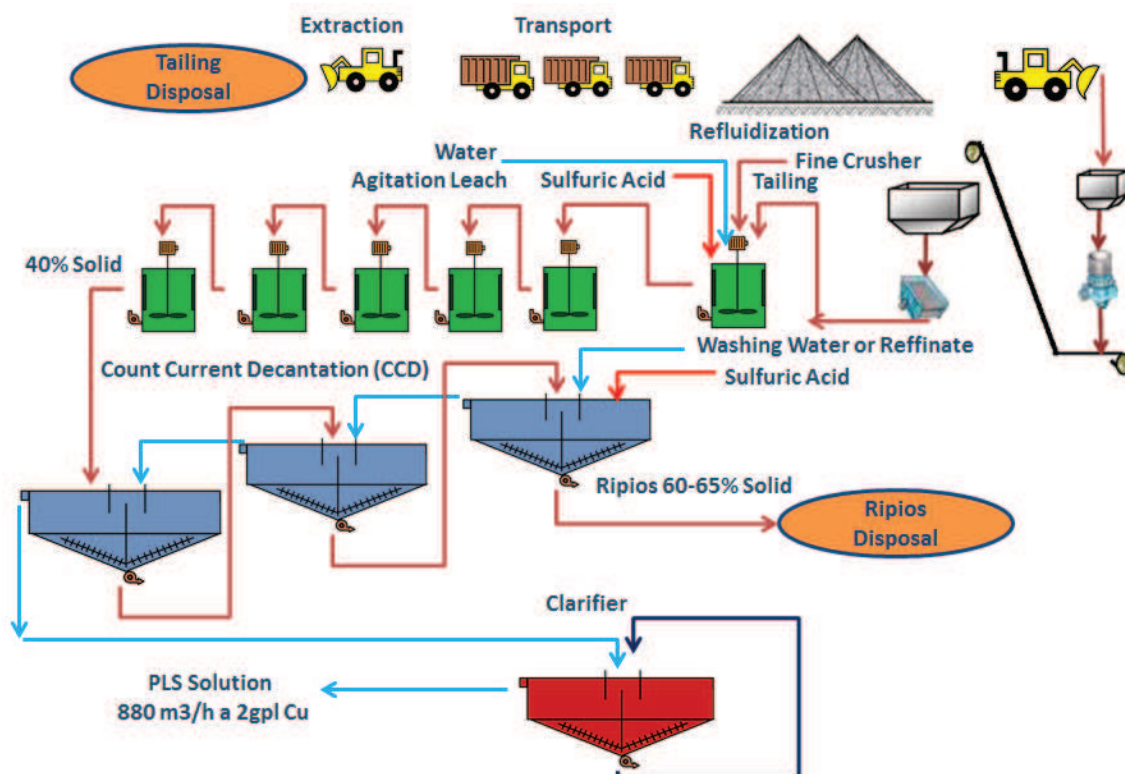 Extraction
Transport
Tailing
Disposal
Refluidization
Water
Fine Crusher
Agitation Leach
Sulfuric Acid
Tailing
40% Solid
Washing Water or Reffinate
Count Current Decantation (CCD)
Sulfuric Acid
Ripios 60-65% Solid
Ripios
Disposal
Clarifier
PLS Solution
880 m3/h a 2gpl Cu